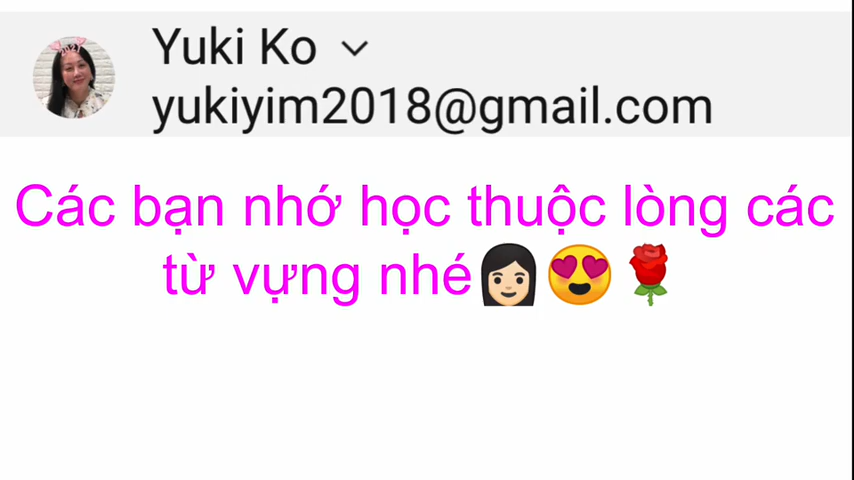 Yuki Ko
yukiyim2018@gmail.com
Các bạn nhớ học thuộc lòng các
từ vựng nhé👩🏻😍🌹